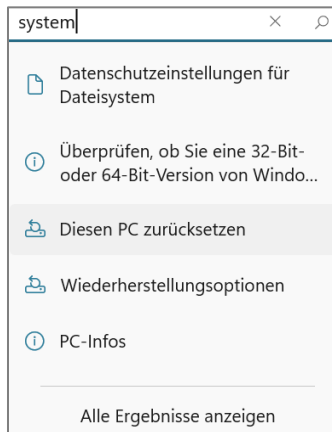 system
Datenschutzeinstellungen für
Dateisystem
Überprüfen, ob Sie eine 32-Bit-
oder 64-Bit-Version von Windo...
Diesen PC zurücksetzen
Wiederherstellungsoptionen
PC-Infos
Alle Ergebnisse anzeigen